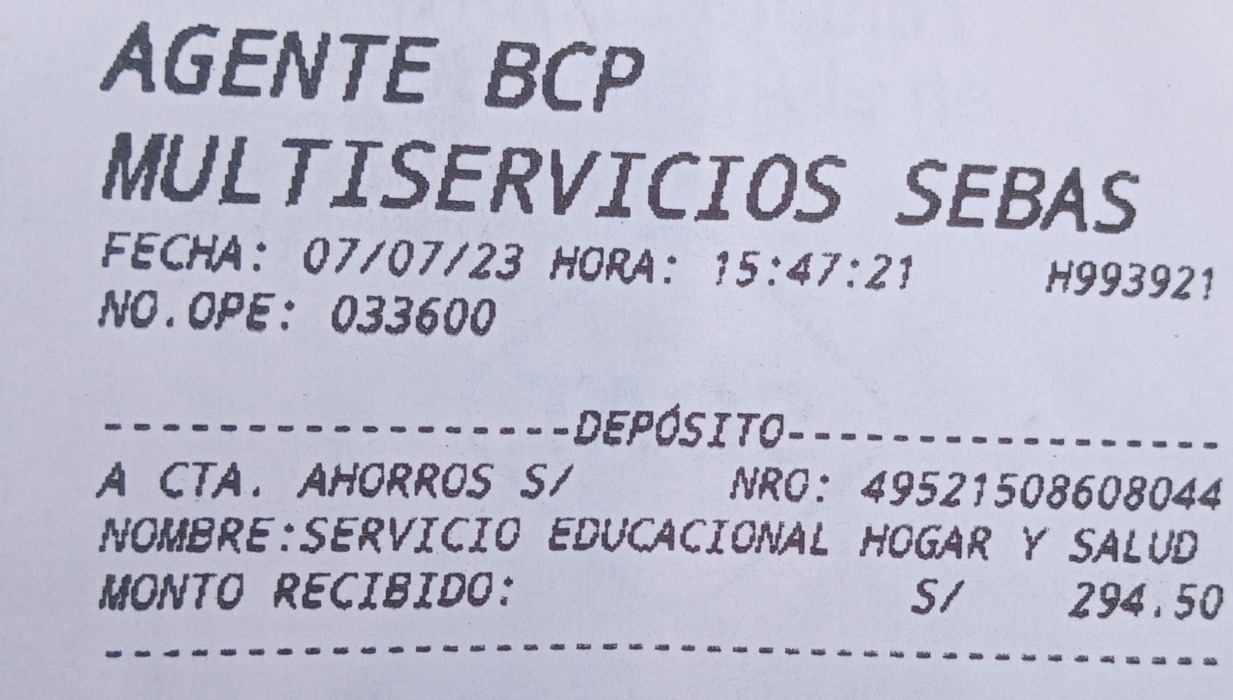 AGENTE BCP
MULTISERVICIOS SEBAS
FECHA: 07/07/23 HORA: 15:47:21 H993921
NO.OPE: 033600
------------------DEPÓSITO-----------------
A CTA. AHORROS S/ NRO: 49521508608044
NOMBRE:SERVICIO EDUCACIONAL HOGAR Y SALUD
MONTO RECIBIDO: S/ 294.50
-------------------------------------------